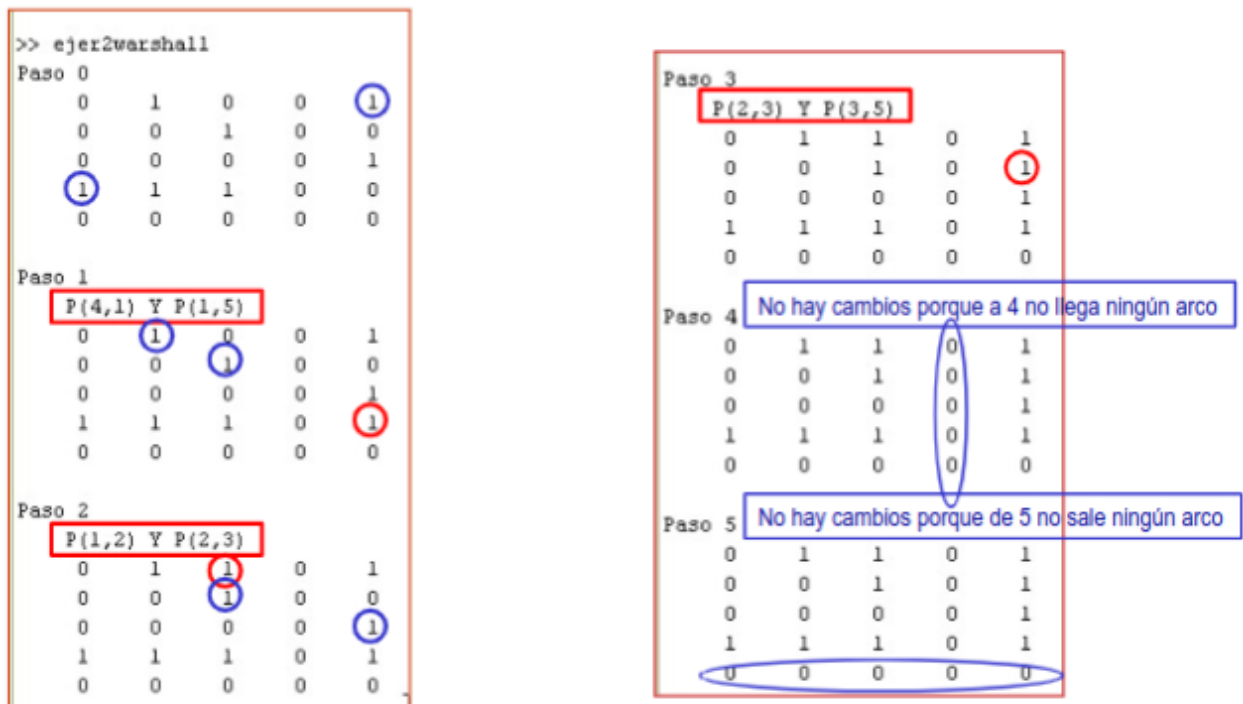 >> ejer2warshall
Paso 0
0 1 0 0 1
0 0 1 0 0
0 0 0 0 1
1 1 1 0 0
0 0 0 0 0
Paso 1
P(4,1) Y P(1,5)
0 1 0 0 1
0 0 1 0 0
0 0 0 0 1
1 1 1 0 1
0 0 0 0 0
Paso 2
P(1,2) Y P(2,3)
0 1 1 0 1
0 0 1 0 0
0 0 0 0 1
1 1 1 0 1
0 0 0 0 0
Paso 3
P(2,3) Y P(3,5)
0 1 1 0 1
0 0 1 0 1
0 0 0 0 1
1 1 1 0 1
0 0 0 0 0
Paso 4 No hay cambios porque a 4 no llega ningún arco
0 1 1 0 1
0 0 1 0 1
0 0 0 0 1
1 1 1 0 1
0 0 0 0 0
Paso 5 No hay cambios porque de 5 no sale ningún arco
0 1 1 0 1
0 0 1 0 1
0 0 0 0 1
1 1 1 0 1
0 0 0 0 0